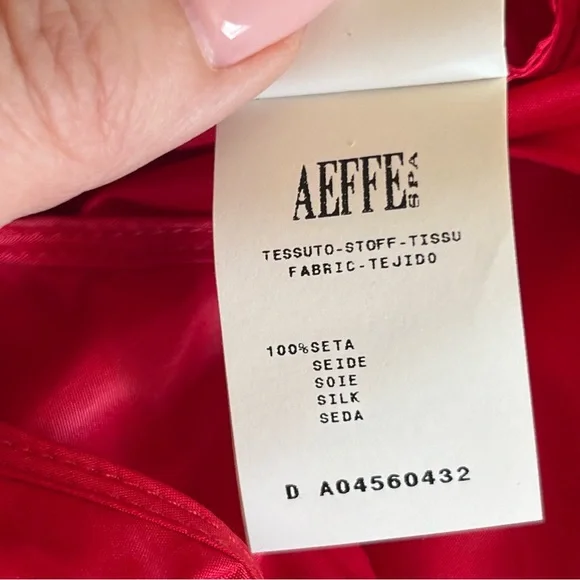 AEFFE SPA
TESSUTO-STOFF-TISSU
FABRIC-TEJIDO
100%SETA
SEIDE
SOIE
SILK
SEDA
D A04560432